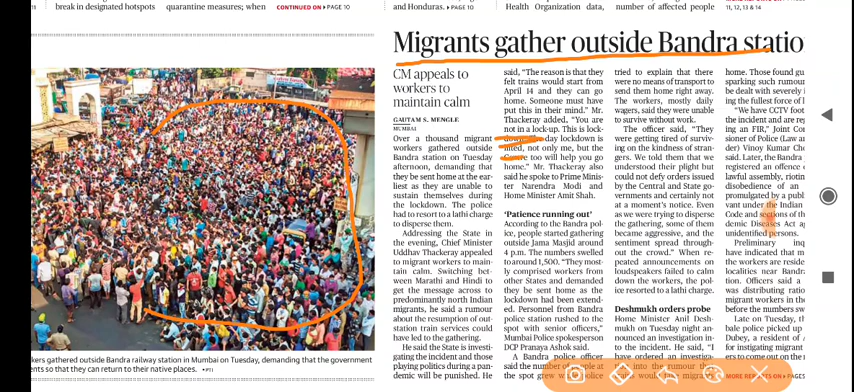 break in designated hotspots
quarantine measures; when
CONTINUED ON ▸ PAGE 10
and Honduras. ▸ PAGE 10
Health Organization data,
number of affected people
11, 12, 13 & 14
Migrants gather outside Bandra statio
CM appeals to
workers to
maintain calm
GAUTAM S. MENGLE
MUMBAI
Over a thousand migrant
workers gathered outside
Bandra station on Tuesday
afternoon, demanding that
they be sent home at the ear-
liest as they are unable to
sustain themselves during
the lockdown. The police
had to resort to a lathi charge
to disperse them.
Addressing the State in
the evening, Chief Minister
Uddhav Thackeray appealed
to migrant workers to main-
tain calm. Switching bet-
ween Marathi and Hindi to
get the message across to
predominantly north Indian
migrants, he said a rumour
about the resumption of out-
station train services could
have led to the gathering.
He said the State is investi-
gating the incident and those
playing politics during a pan-
demic will be punished. He
said, “The reason is that they
felt trains would start from
April 14 and they can go
home. Someone must have
put this in their mind.” Mr.
Thackeray added, “You are
not in a lock-up. This is lock-
day lockdown is
lifted, not only me, but the
Centre too will help you go
home.” Mr. Thackeray also
said he spoke to Prime Minis-
ter Narendra Modi and
Home Minister Amit Shah.
‘Patience running out’
According to the Bandra pol-
ice, people started gathering
outside Jama Masjid around
4 p.m. The numbers swelled
to around 1,500. “They most-
ly comprised workers from
other States and demanded
they be sent home as the
lockdown had been extend-
ed. Personnel from Bandra
police station rushed to the
spot with senior officers,”
Mumbai Police spokesperson
DCP Pranaya Ashok said.
A Bandra police officer
said the number of people at
the spot grew police
tried to explain that there
were no means of transport to
send them home right away.
The workers, mostly daily
wagers, said they were unable
to survive without work.
The officer said, “They
were getting tired of surviv-
ing on the kindness of stran-
gers. We told them that we
understood their plight but
could not defy orders issued
by the Central and State go-
vernments and certainly not
at a moment’s notice. Even
as we were trying to disperse
the gathering, some of them
became aggressive, and the
sentiment spread through-
out the crowd.” When re-
peated announcements on
loudspeakers failed to calm
down the workers, the pol-
ice resorted to a lathi charge.
Deshmukh orders probe
Home Minister Anil Desh-
mukh on Tuesday night an-
nounced an investigation in-
to the incident. He said, “I
have ordered an investiga-
home. Those found gu
sparking such rumour
be dealt with severely
ing the fullest force of l
“We have CCTV foot
the incident and are reg
an FIR,” Joint Com
sioner of Police (Law a
der) Vinoy Kumar Cho
said. Later, the Bandra
registered an offence
lawful assembly, rioting
disobedience of an
promulgated by a publ
vant under the Indian
Code and sections of th
demic Diseases Act ag
unidentified persons.
Preliminary inq
have indicated that m
the workers are reside
localities near Bandra
tion. Officers said a
was distributing ratio
migrant workers in th
before the numbers sw
Late on Tuesday, th
bale police picked up
Dubey, a resident of
for instigating migrant
ers to come out on the
MORE REPORTS ON ▸ PAGES
kers gathered outside Bandra railway station in Mumbai on Tuesday, demanding that the government
ents so that they can return to their native places. • PTI